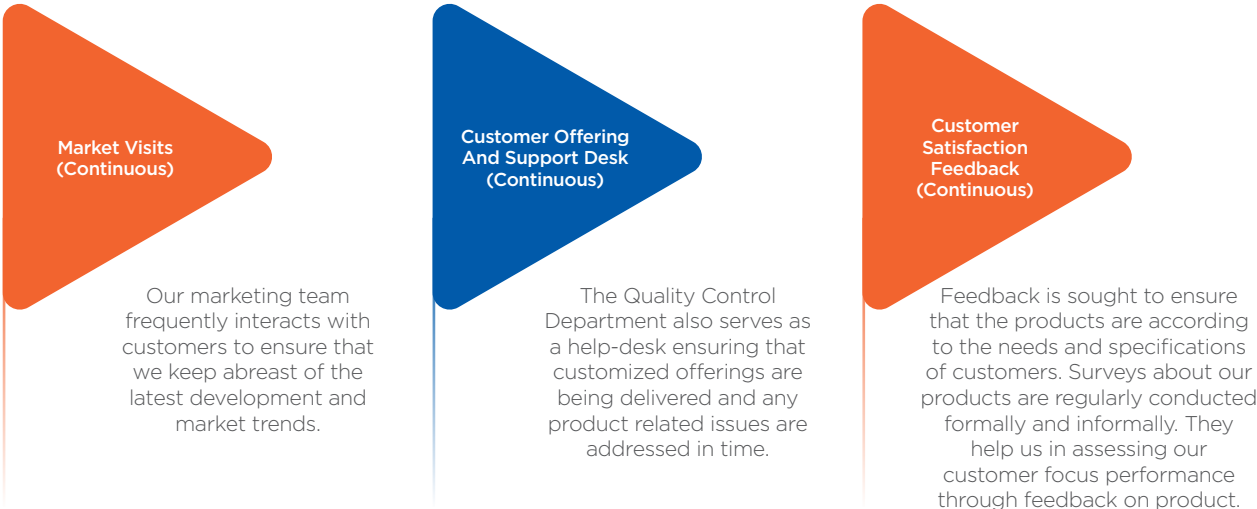 Market Visits
(Continuous)
Our marketing team
frequently interacts with
customers to ensure that
we keep abreast of the
latest development and
market trends.
Customer Offering
And Support Desk
(Continuous)
The Quality Control
Department also serves as
a help-desk ensuring that
customized offerings are
being delivered and any
product related issues are
addressed in time.
Customer
Satisfaction
Feedback
(Continuous)
Feedback is sought to ensure
that the products are according
to the needs and specifications
of customers. Surveys about our
products are regularly conducted
formally and informally. They
help us in assessing our
customer focus performance
through feedback on product.